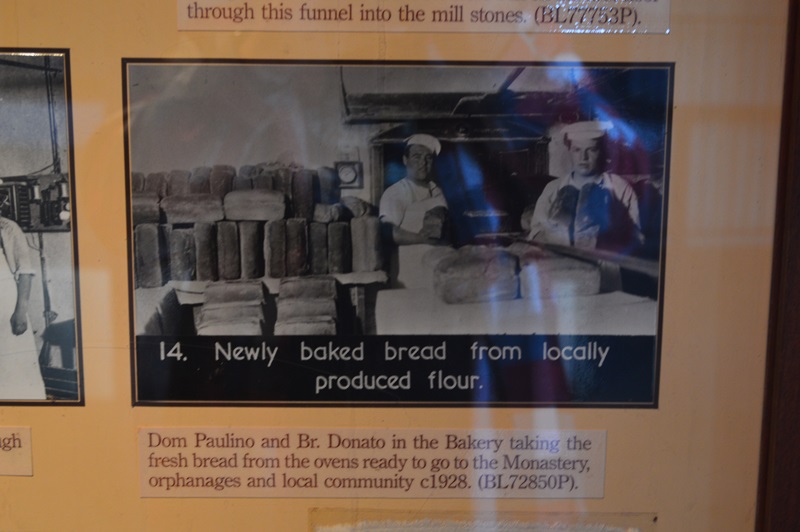 through this funnel into the mill stones. (BL77753P).
14. Newly baked bread from locally
produced flour.
ugh
Dom Paulino and Br. Donato in the Bakery taking the
fresh bread from the ovens ready to go to the Monastery,
orphanages and local community c1928. (BL72850P).